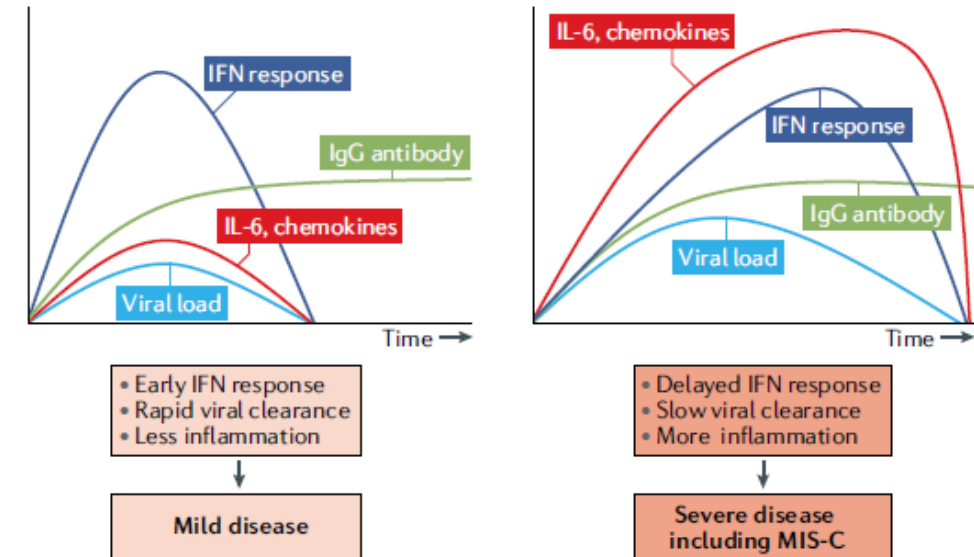 IFN response
IgG antibody
IL-6, chemokines
Viral load
Time →
• Early IFN response
• Rapid viral clearance
• Less inflammation
Mild disease
IL-6, chemokines
IFN response
IgG antibody
Viral load
Time →
• Delayed IFN response
• Slow viral clearance
• More inflammation
Severe disease
including MIS-C